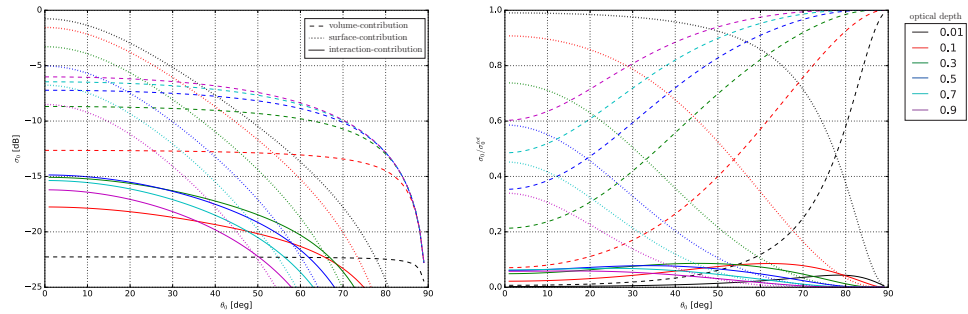 0
−5
−10
−15
−20
−25
σ₀ [dB]
0 10 20 30 40 50 60 70 80 90
θ₀ [deg]
volume-contribution
surface-contribution
interaction-contribution
1.0
0.8
0.6
0.4
0.2
0.0
σ₀/σ₀ᵗᵒᵗ
0 10 20 30 40 50 60 70 80 90
θ₀ [deg]
optical depth
0.01
0.1
0.3
0.5
0.7
0.9